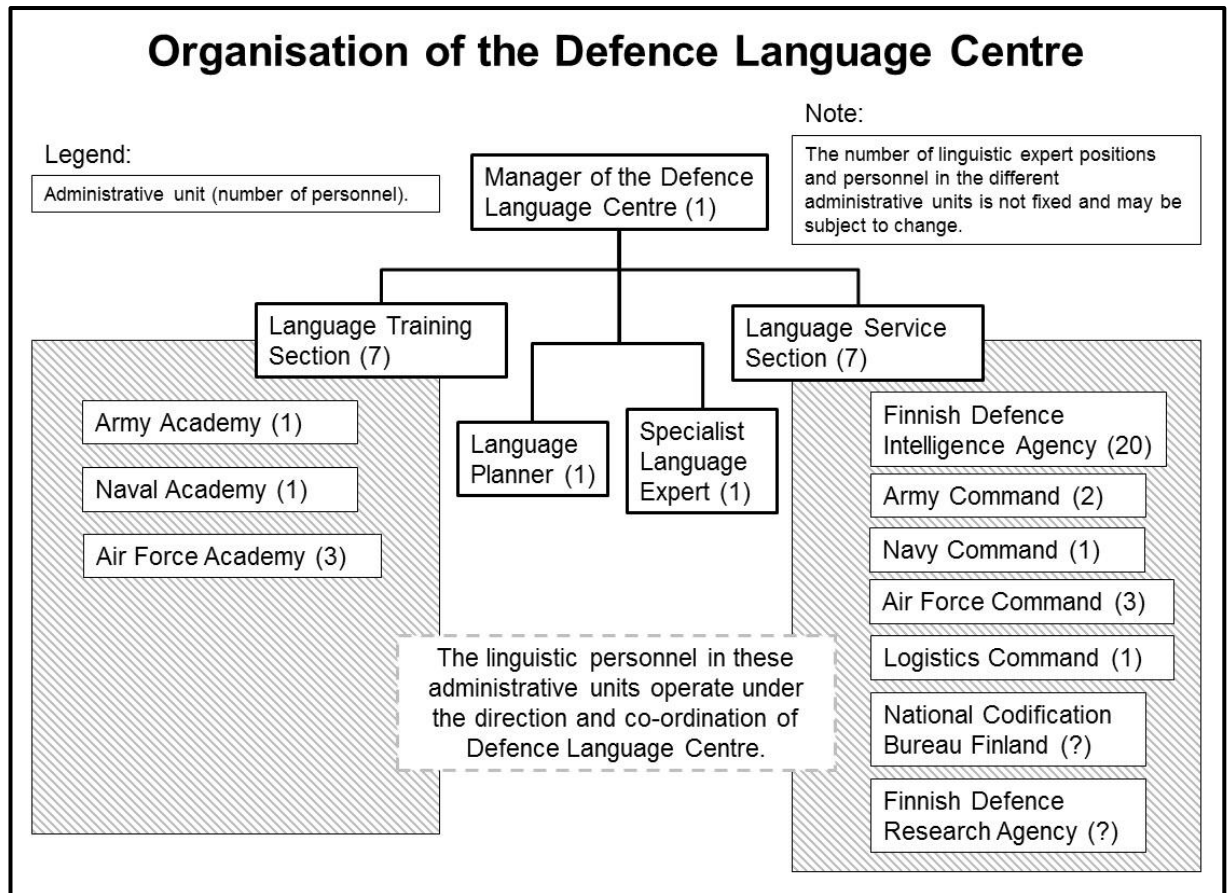 Organisation of the Defence Language Centre
Legend:
Administrative unit (number of personnel).
Note:
The number of linguistic expert positions
and personnel in the different
administrative units is not fixed and may be
subject to change.
Manager of the Defence
Language Centre (1)
Language Training
Section (7)
Language Service
Section (7)
Language
Planner (1)
Specialist
Language
Expert (1)
Army Academy (1)
Naval Academy (1)
Air Force Academy (3)
Finnish Defence
Intelligence Agency (20)
Army Command (2)
Navy Command (1)
Air Force Command (3)
Logistics Command (1)
National Codification
Bureau Finland (?)
Finnish Defence
Research Agency (?)
The linguistic personnel in these
administrative units operate under
the direction and co-ordination of
Defence Language Centre.